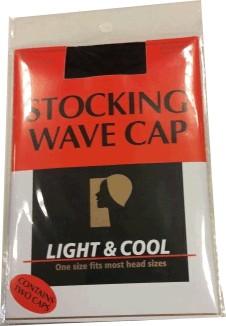 STOCKING
WAVE CAP
LIGHT & COOL
One size fits most head sizes
CONTAINS
TWO CAPS